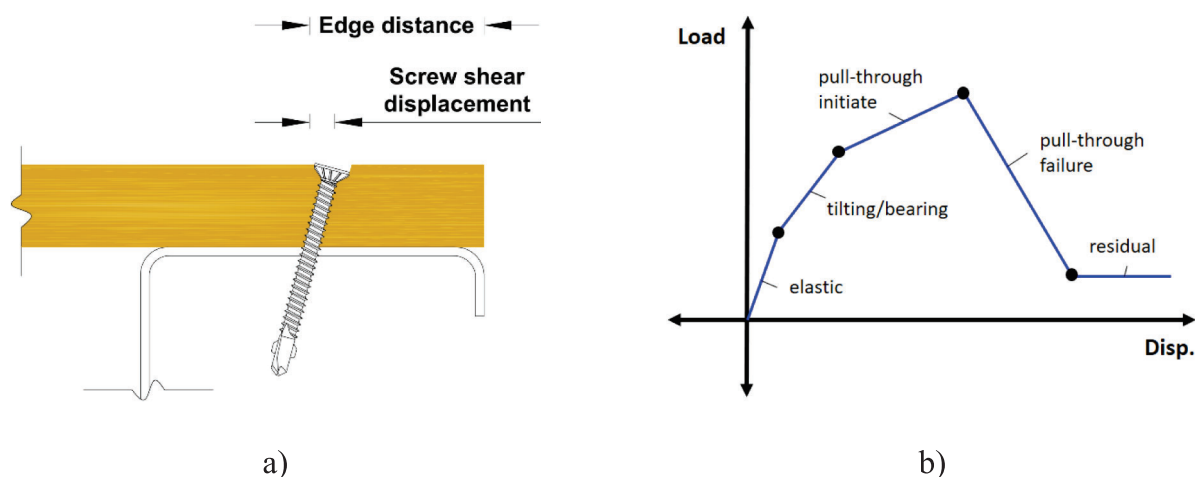 Edge distance
Screw shear
displacement
a)
Load
pull-through
initiate
pull-through
failure
tilting/bearing
residual
elastic
Disp.
b)